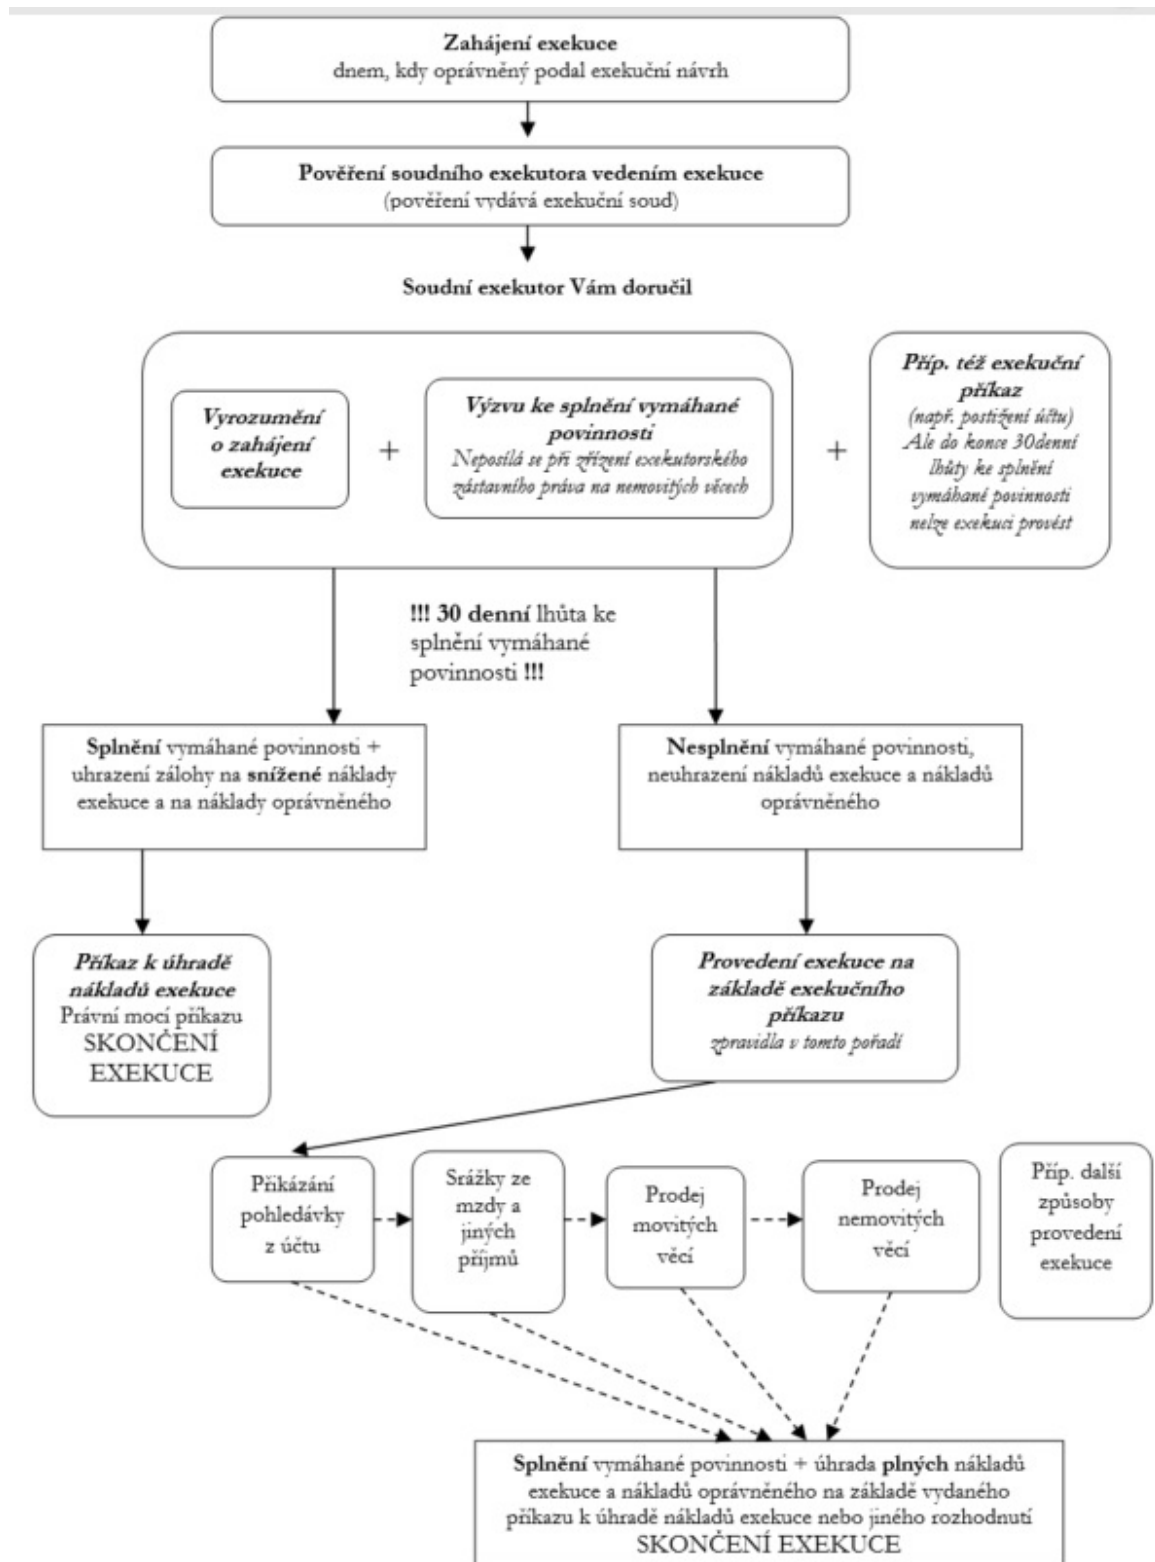 Zahájení exekuce
dnem, kdy oprávněný podal exekuční návrh
Pověření soudního exekutora vedením exekuce
(pověření vydává exekuční soud)
Soudní exekutor Vám doručil
Vyrozumění
o zahájení
exekuce
+
Výzvu ke splnění vymáhané
povinnosti
Neposílá se při zřízení exekutorského
zástavního práva na nemovitých věcech
+
Příp. též exekuční
příkaz
(např. postižení účtu)
Ale do konce 30denní
lhůty ke splnění
vymáhané povinnosti
nelze exekuci provést
!!! 30 denní lhůta ke
splnění vymáhané
povinnosti !!!
Splnění vymáhané povinnosti +
uhrazení zálohy na snížené náklady
exekuce a na náklady oprávněného
Nesplnění vymáhané povinnosti,
neuhrazení nákladů exekuce a nákladů
oprávněného
Příkaz k úhradě
nákladů exekuce
Právní mocí příkazu
SKONČENÍ
EXEKUCE
Provedení exekuce na
základě exekučního
příkazu
zpravidla v tomto pořadí
Přikázání
pohledávky
z účtu
Srážky ze
mzdy a
jiných
příjmů
Prodej
movitých
věcí
Prodej
nemovitých
věcí
Příp. další
způsoby
provedení
exekuce
Splnění vymáhané povinnosti + úhrada plných nákladů
exekuce a nákladů oprávněného na základě vydaného
příkazu k úhradě nákladů exekuce nebo jiného rozhodnutí
SKONČENÍ EXEKUCE